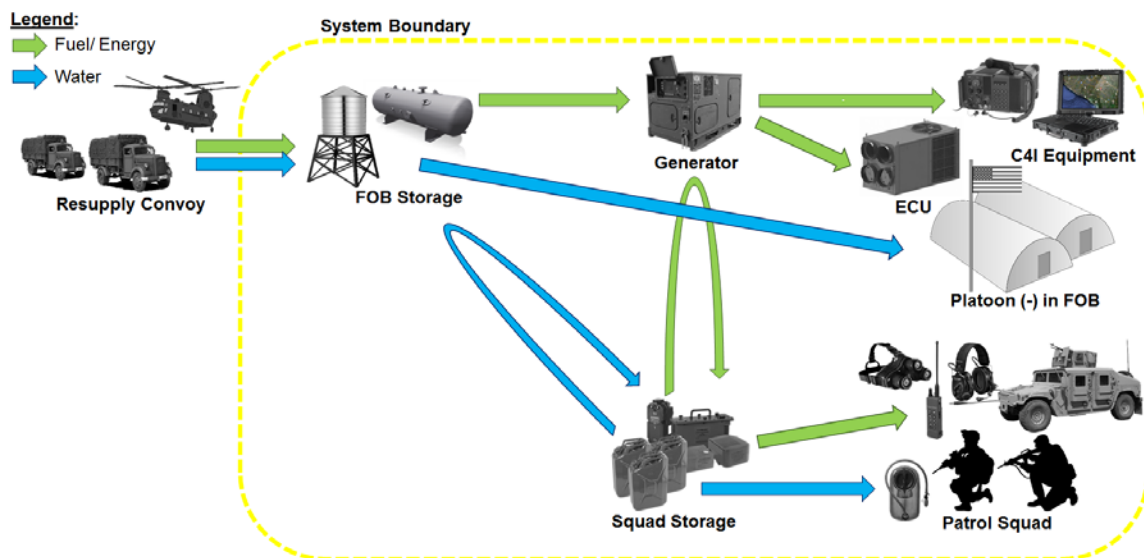 Legend:
Fuel/ Energy
Water
System Boundary
Resupply Convoy
FOB Storage
Generator
C4I Equipment
ECU
Platoon (-) in FOB
Squad Storage
Patrol Squad